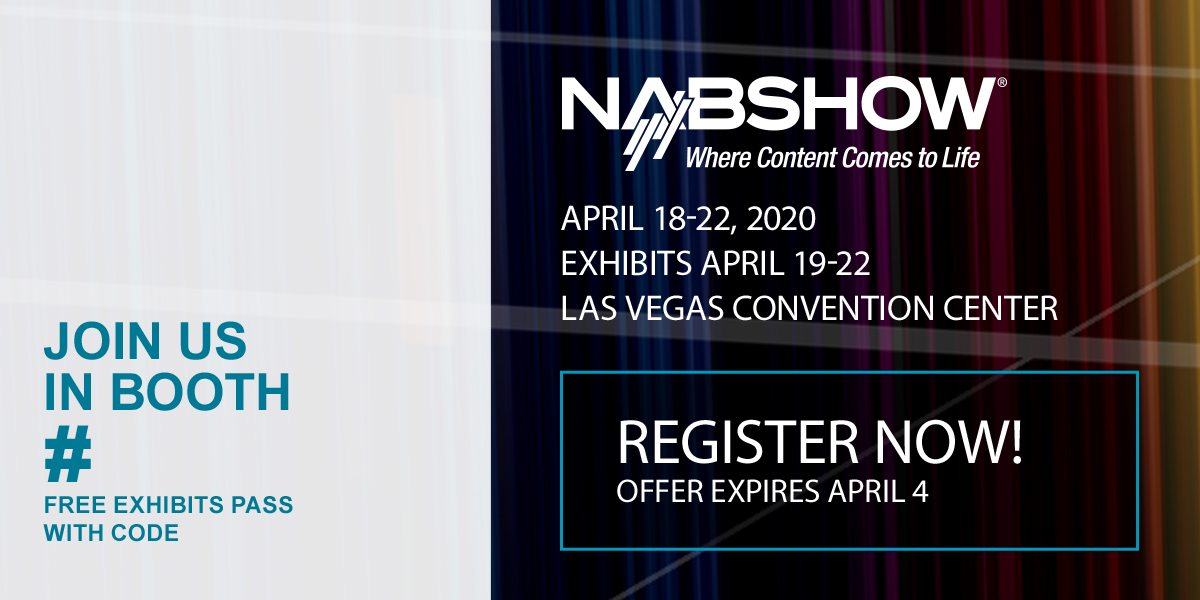 JOIN US
IN BOOTH
#
FREE EXHIBITS PASS
WITH CODE
NABSHOW®
Where Content Comes to Life
APRIL 18-22, 2020
EXHIBITS APRIL 19-22
LAS VEGAS CONVENTION CENTER
REGISTER NOW!
OFFER EXPIRES APRIL 4